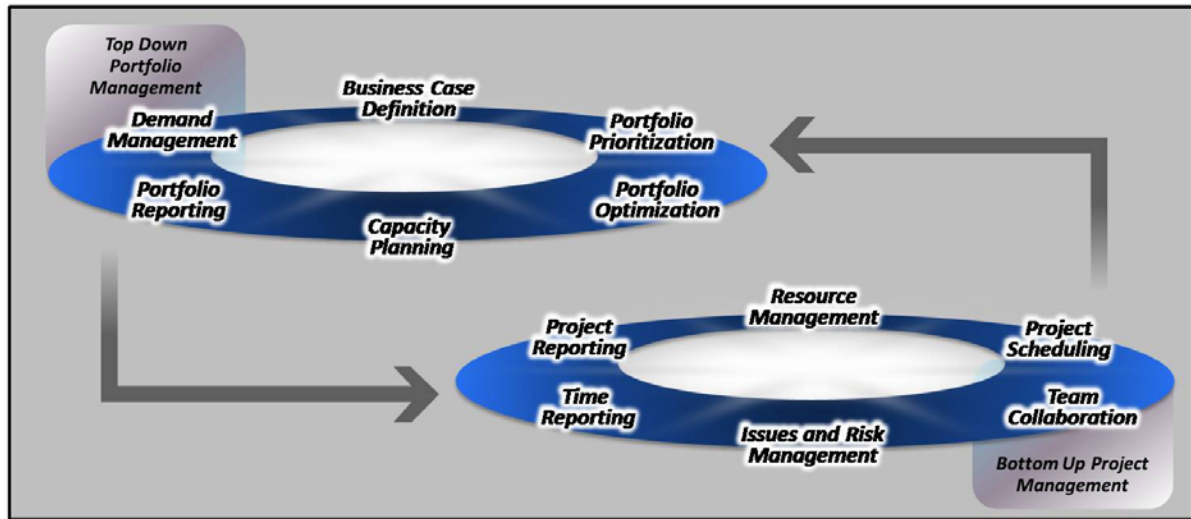 Top Down
Portfolio
Management
Business Case
Definition
Demand
Management
Portfolio
Prioritization
Portfolio
Reporting
Portfolio
Optimization
Capacity
Planning
Resource
Management
Project
Reporting
Project
Scheduling
Time
Reporting
Team
Collaboration
Issues and Risk
Management
Bottom Up Project
Management